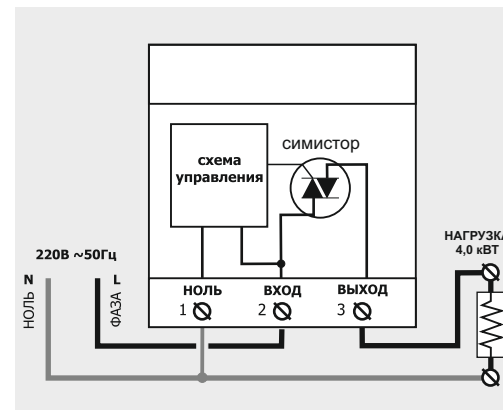 симистор
схема
управления
220В ~50Гц
N
L
НОЛЬ
ФАЗА
НОЛЬ
ВХОД
ВЫХОД
1
2
3
НАГРУЗКА
4,0 кВТ